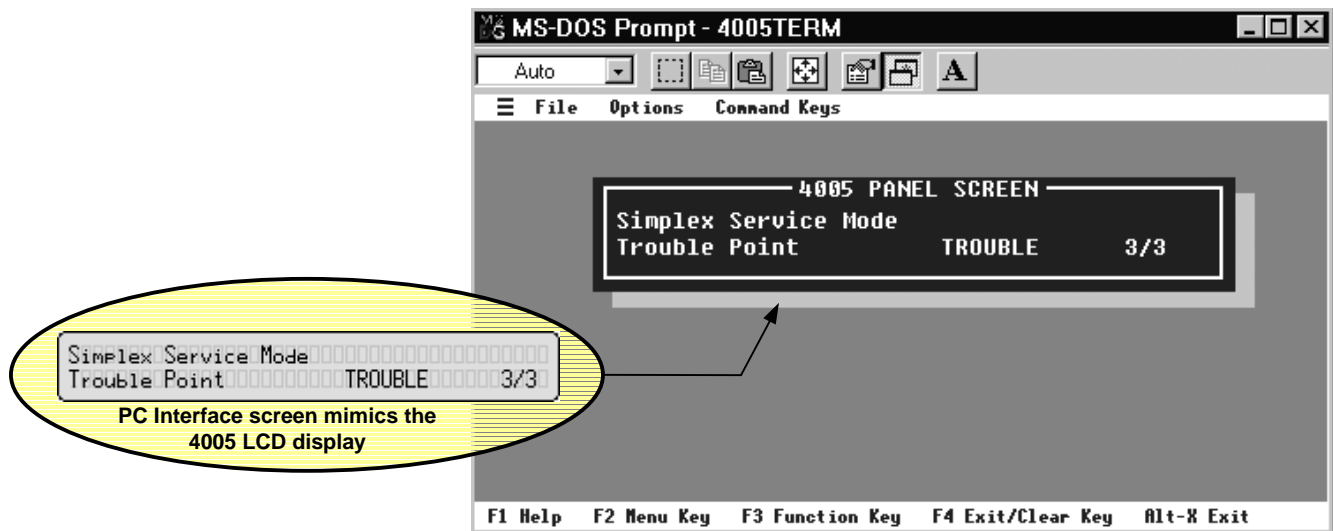 MS-DOS Prompt - 4005TERM
Auto
A
File Options Command Keys
4005 PANEL SCREEN
Simplex Service Mode
Trouble Point TROUBLE 3/3
Simplex Service Mode
Trouble Point TROUBLE 3/3
PC Interface screen mimics the
4005 LCD display
F1 Help F2 Menu Key F3 Function Key F4 Exit/Clear Key Alt-X Exit